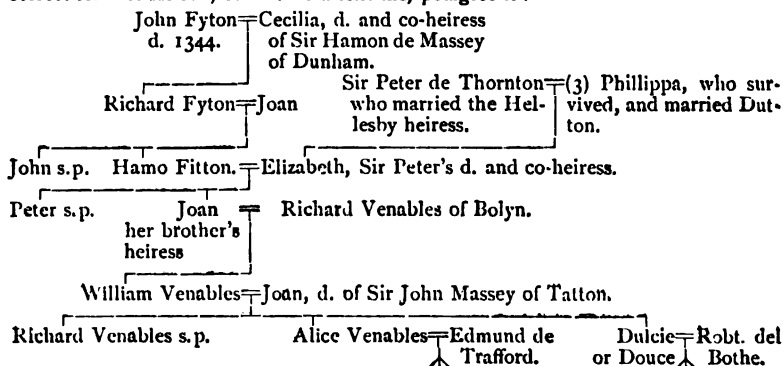 John Fyton Cecilia, d. and co-heiress
d. 1344. of Sir Hamon de Massey
of Dunham.
Sir Peter de Thornton (3) Phillippa, who sur-
Richard Fyton Joan who married the Hel- vived, and married Dut-
lesby heiress. ton.
John s.p. Hamo Fitton. Elizabeth, Sir Peter's d. and co-heiress.
Peter s.p. Joan Richard Venables of Bolyn.
her brother's
heiress
William Venables Joan, d. of Sir John Massey of Tatton.
Richard Venables s.p. Alice Venables Edmund de Dulcie Robt. del
Trafford. or Douce Bothe.